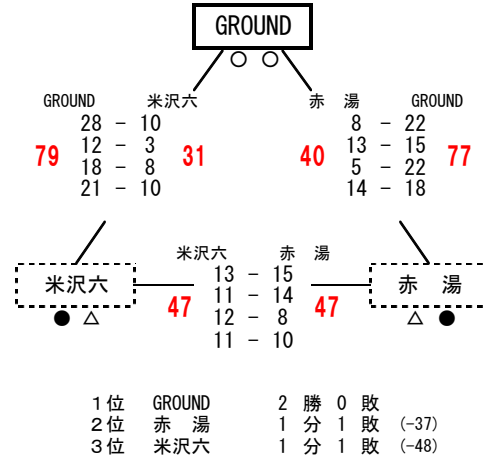 GROUND
○ ○
GROUND 米沢六
28 - 10
12 - 3
18 - 8
21 - 10
79 31
赤 湯 GROUND
8 - 22
13 - 15
5 - 22
14 - 18
40 77
米沢六
● △
米沢六 赤 湯
13 - 15
11 - 14
12 - 8
11 - 10
47 47
赤 湯
△ ●
1位 GROUND 2 勝 0 敗
2位 赤 湯 1 分 1 敗 (-37)
3位 米沢六 1 分 1 敗 (-48)